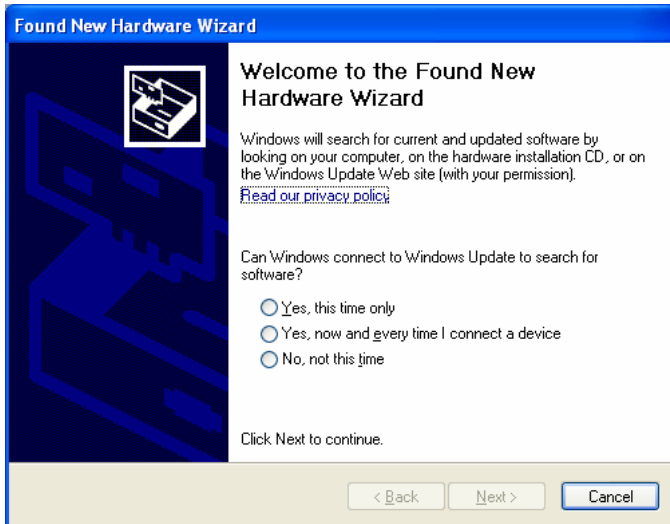 Found New Hardware Wizard
Welcome to the Found New
Hardware Wizard
Windows will search for current and updated software by
looking on your computer, on the hardware installation CD, or on
the Windows Update Web site (with your permission).
Read our privacy policy
Can Windows connect to Windows Update to search for
software?
Yes, this time only
Yes, now and every time I connect a device
No, not this time
Click Next to continue.
< Back Next > Cancel